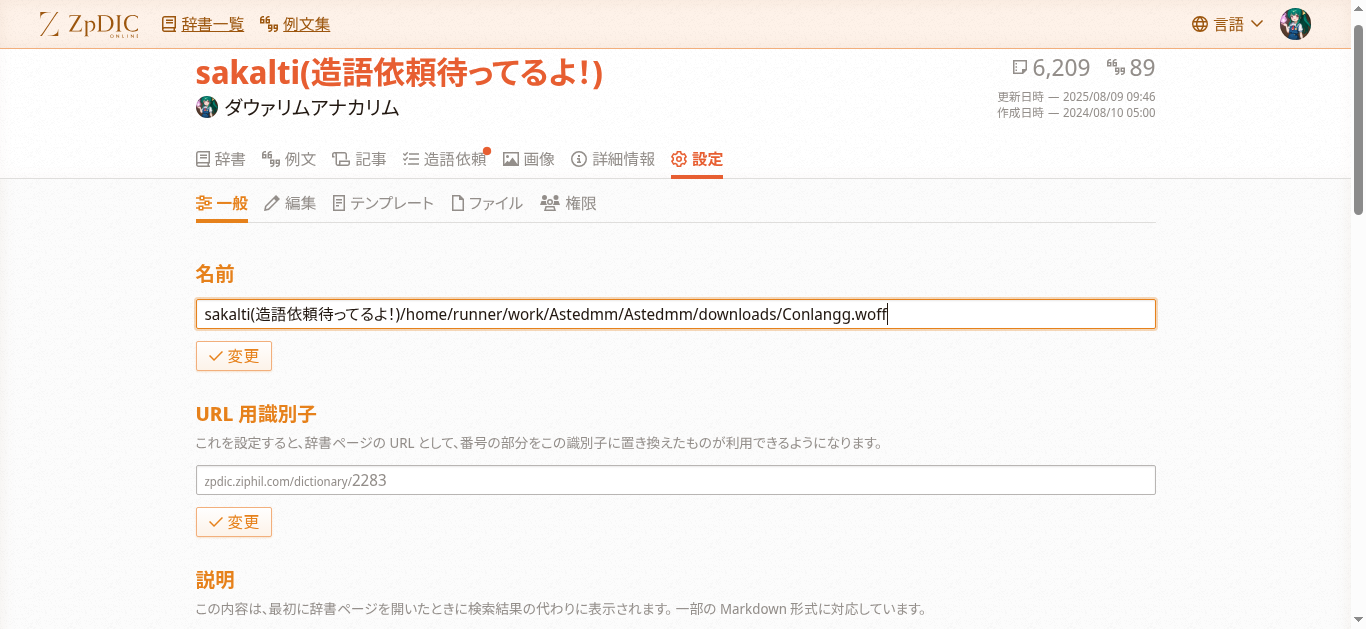 ZpDIC ONLINE 辞書一覧 例文集 言語
sakalti(造語依頼待ってるよ!)
6,209 89
ダウァリムアナカリム
更新日時 — 2025/08/09 09:46
作成日時 — 2024/08/10 05:00
辞書 例文 記事 造語依頼 画像 詳細情報 設定
一般 編集 テンプレート ファイル 権限
名前
sakalti(造語依頼待ってるよ!)/home/runner/work/Astedmm/Astedmm/downloads/Conlangg.woff
変更
URL 用識別子
これを設定すると、辞書ページの URL として、番号の部分をこの識別子に置き換えたものが利用できるようになります。
zpdic.ziphil.com/dictionary/2283
変更
説明
この内容は、最初に辞書ページを開いたときに検索結果の代わりに表示されます。一部の Markdown 形式に対応しています。